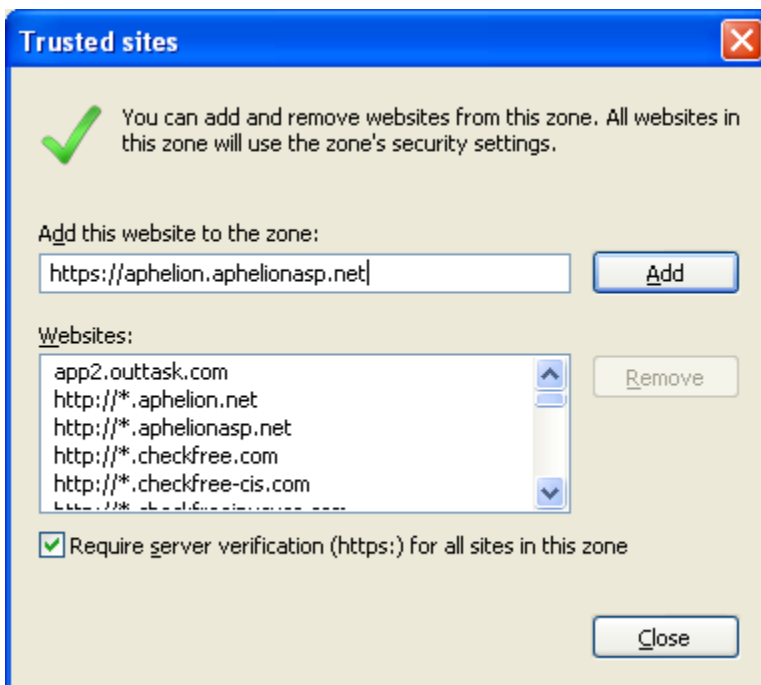 Trusted sites
You can add and remove websites from this zone. All websites in
this zone will use the zone's security settings.
Add this website to the zone:
https://aphelion.aphelionasp.net
Add
Websites:
app2.outtask.com
http://*.aphelion.net
http://*.aphelionasp.net
http://*.checkfree.com
http://*.checkfree-cis.com
Remove
Require server verification (https:) for all sites in this zone
Close